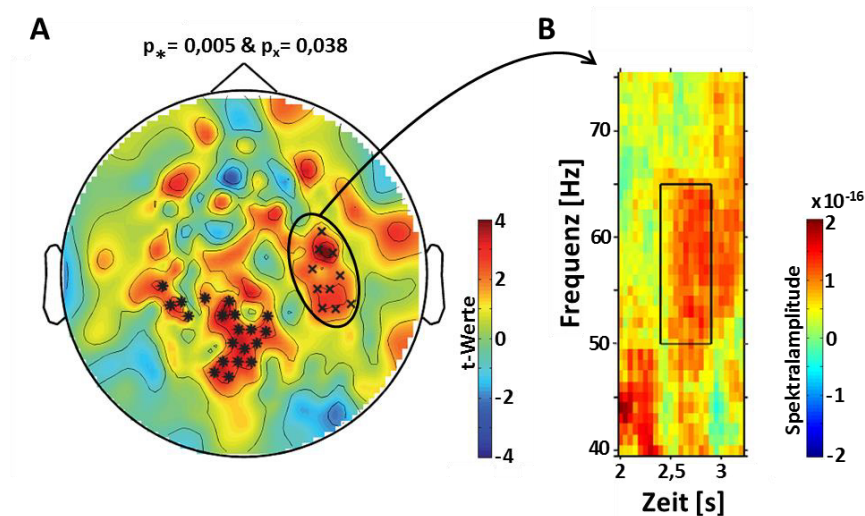 A
p* = 0,005 & px = 0,038
t-Werte
4
2
0
-2
-4
B
Frequenz [Hz]
70
60
50
40
2
2,5
3
Zeit [s]
x10-16
Spektralamplitude
2
1
0
-1
-2